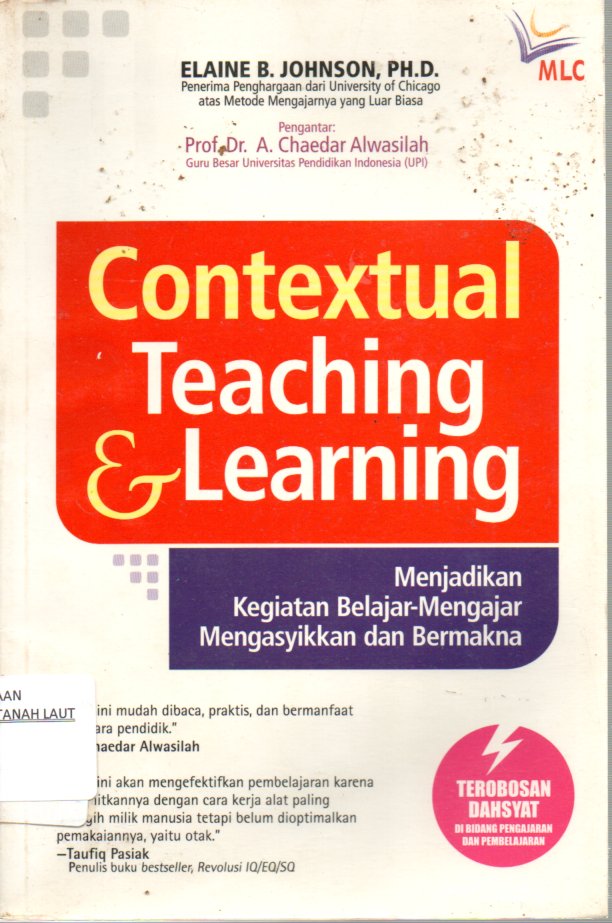 ELAINE B. JOHNSON, PH.D.
Penerima Penghargaan dari University of Chicago
atas Metode Mengajarnya yang Luar Biasa
MLC
Pengantar:
Prof. Dr. A. Chaedar Alwasilah
Guru Besar Universitas Pendidikan Indonesia (UPI)
Contextual
Teaching
& Learning
Menjadikan
Kegiatan Belajar-Mengajar
Mengasyikkan dan Bermakna
AAN
TANAH LAUT
ini mudah dibaca, praktis, dan bermanfaat
ara pendidik."
haedar Alwasilah
ini akan mengefektifkan pembelajaran karena
itkannya dengan cara kerja alat paling
gih milik manusia tetapi belum dioptimalkan
pemakaiannya, yaitu otak."
—Taufiq Pasiak
Penulis buku bestseller, Revolusi IQ/EQ/SQ
TEROBOSAN
DAHSYAT
DI BIDANG PENGAJARAN
DAN PEMBELAJARAN